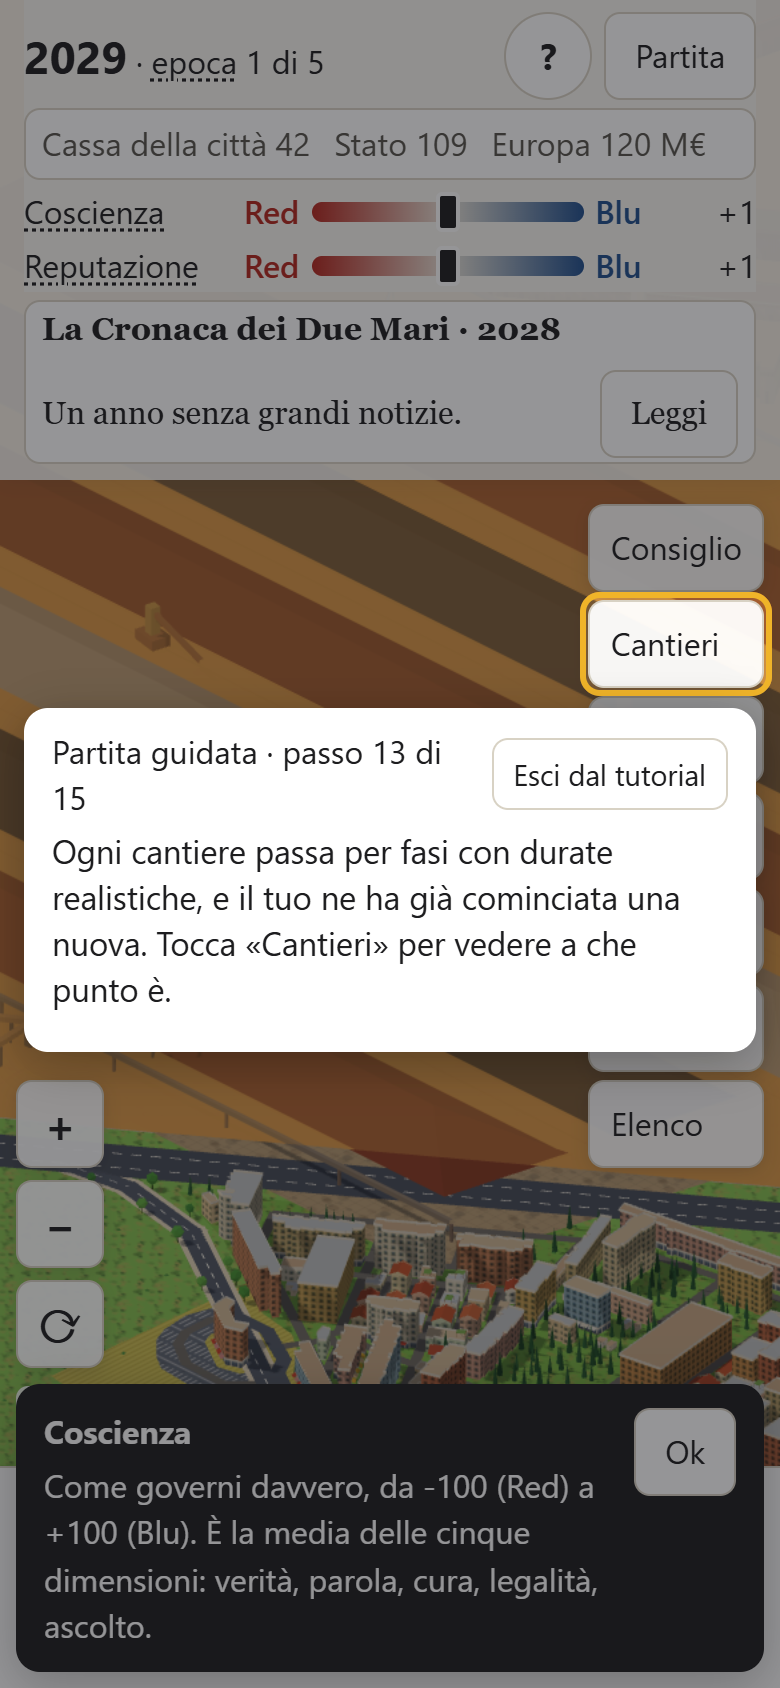 2029 · epoca 1 di 5
?
Partita
Cassa della città 42 Stato 109 Europa 120 M€
Coscienza Red Blu +1
Reputazione Red Blu +1
La Cronaca dei Due Mari · 2028
Un anno senza grandi notizie.
Leggi
Consiglio
Cantieri
Partita guidata · passo 13 di
15
Esci dal tutorial
Ogni cantiere passa per fasi con durate
realistiche, e il tuo ne ha già cominciata una
nuova. Tocca «Cantieri» per vedere a che
punto è.
+
Elenco
−
Coscienza
Ok
Come governi davvero, da -100 (Red) a
+100 (Blu). È la media delle cinque
dimensioni: verità, parola, cura, legalità,
ascolto.